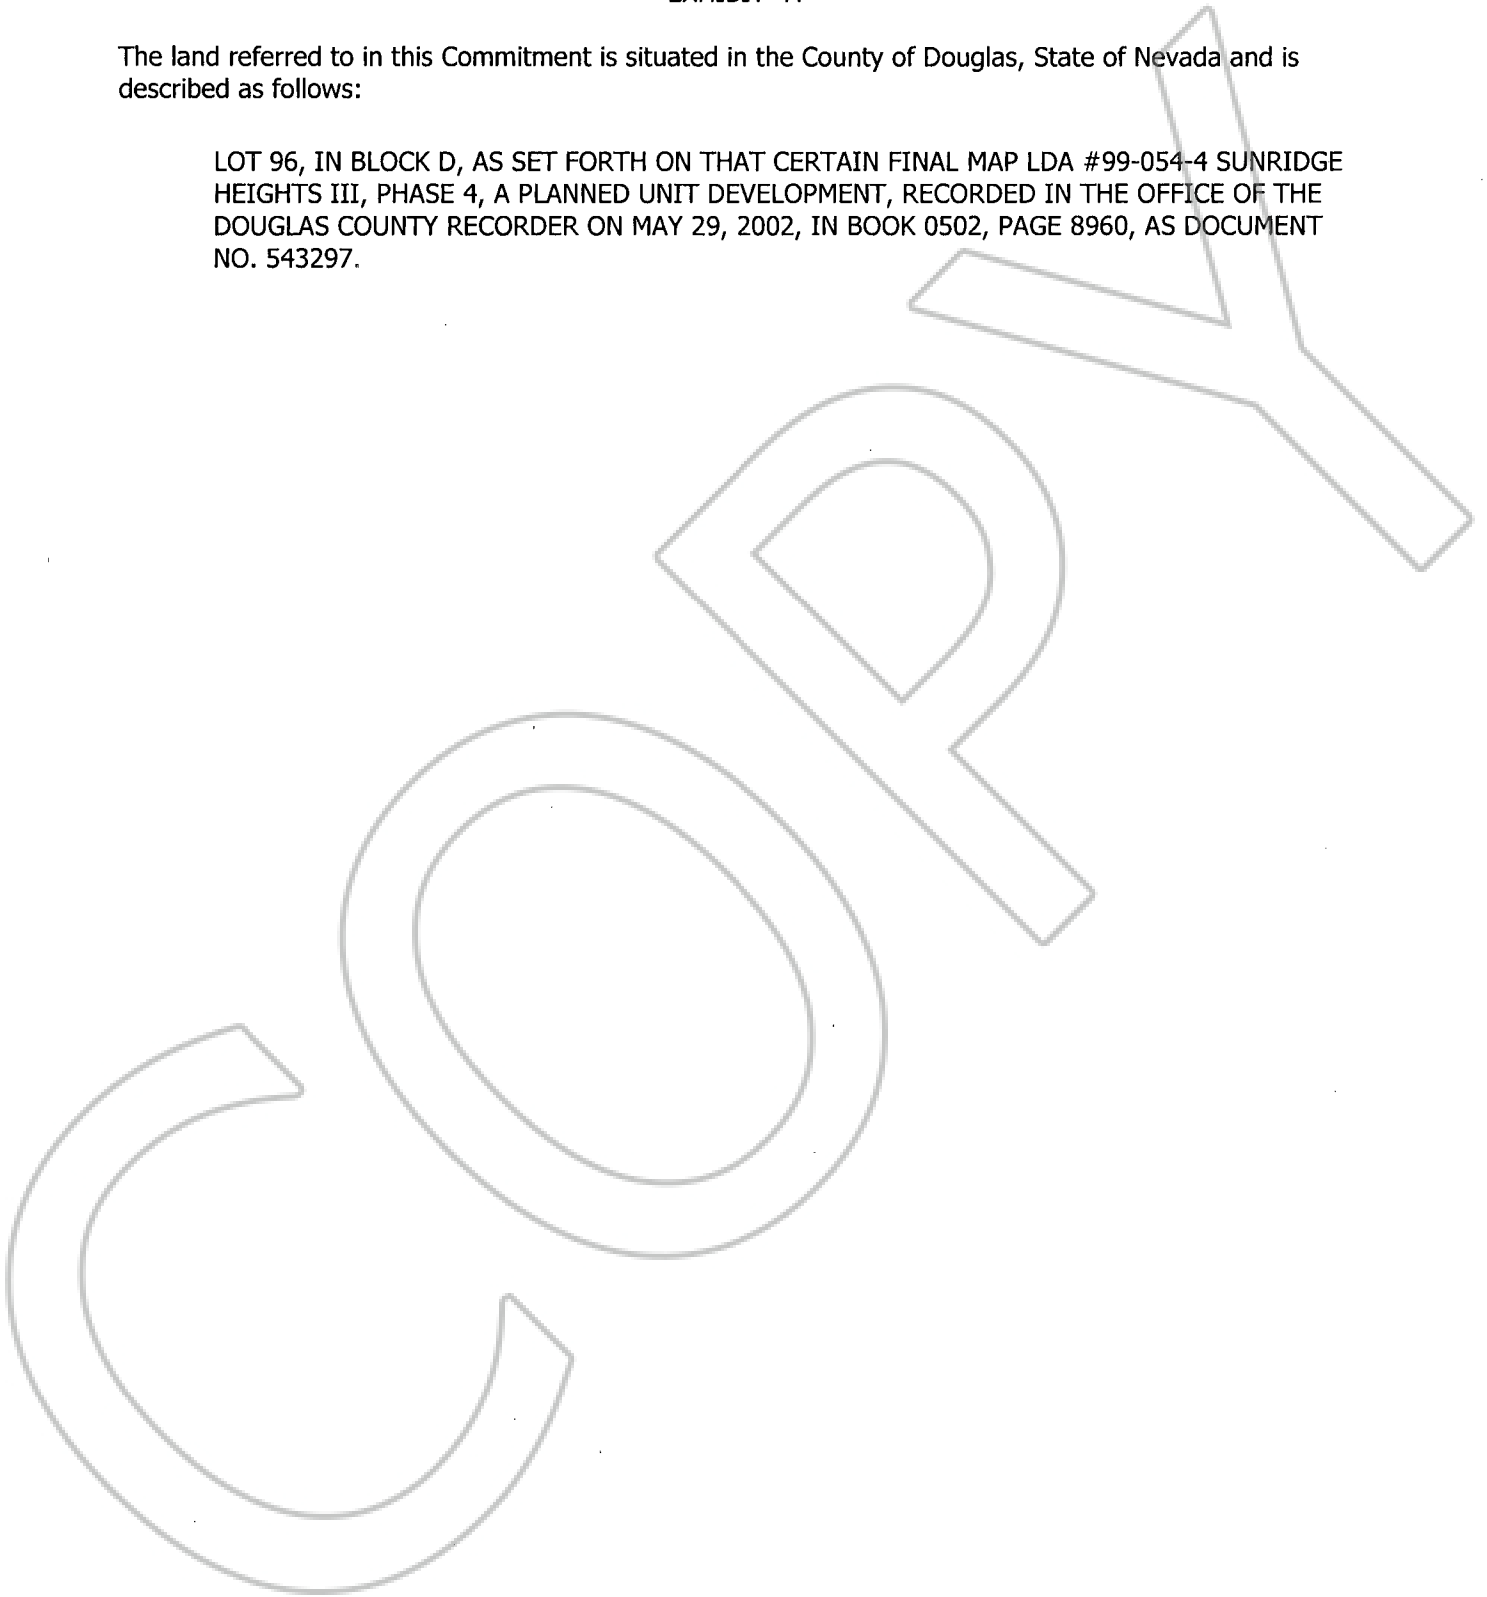 The land referred to in this Commitment is situated in the County of Douglas, State of Nevada and is
described as follows:
LOT 96, IN BLOCK D, AS SET FORTH ON THAT CERTAIN FINAL MAP LDA #99-054-4 SUNRIDGE
HEIGHTS III, PHASE 4, A PLANNED UNIT DEVELOPMENT, RECORDED IN THE OFFICE OF THE
DOUGLAS COUNTY RECORDER ON MAY 29, 2002, IN BOOK 0502, PAGE 8960, AS DOCUMENT
NO. 543297.
COPY